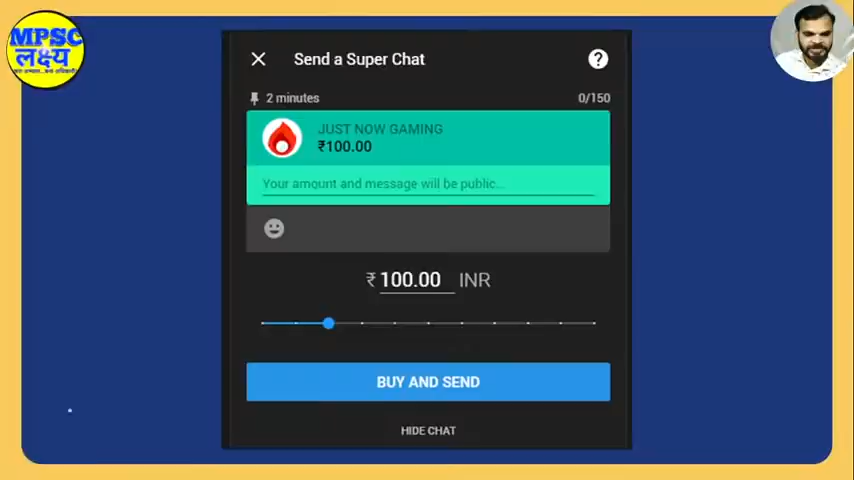 MPSC
लक्ष्य
Send a Super Chat
?
2 minutes
0/150
JUST NOW GAMING
₹100.00
Your amount and message will be public...
₹ 100.00 INR
BUY AND SEND
HIDE CHAT